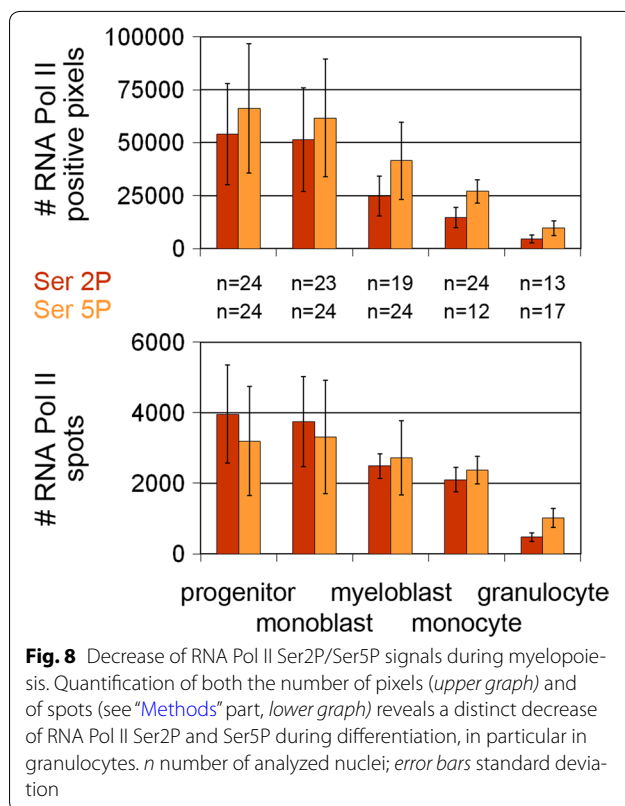 100000
75000
50000
25000
0
# RNA Pol II
positive pixels
Ser 2P n=24 n=23 n=19 n=24 n=13
Ser 5P n=24 n=24 n=24 n=12 n=17
6000
4000
2000
0
# RNA Pol II
spots
progenitor myeloblast granulocyte
monoblast monocyte
Fig. 8 Decrease of RNA Pol II Ser2P/Ser5P signals during myelopoie-
sis. Quantification of both the number of pixels (upper graph) and
of spots (see “Methods” part, lower graph) reveals a distinct decrease
of RNA Pol II Ser2P and Ser5P during differentiation, in particular in
granulocytes. n number of analyzed nuclei; error bars standard devia-
tion